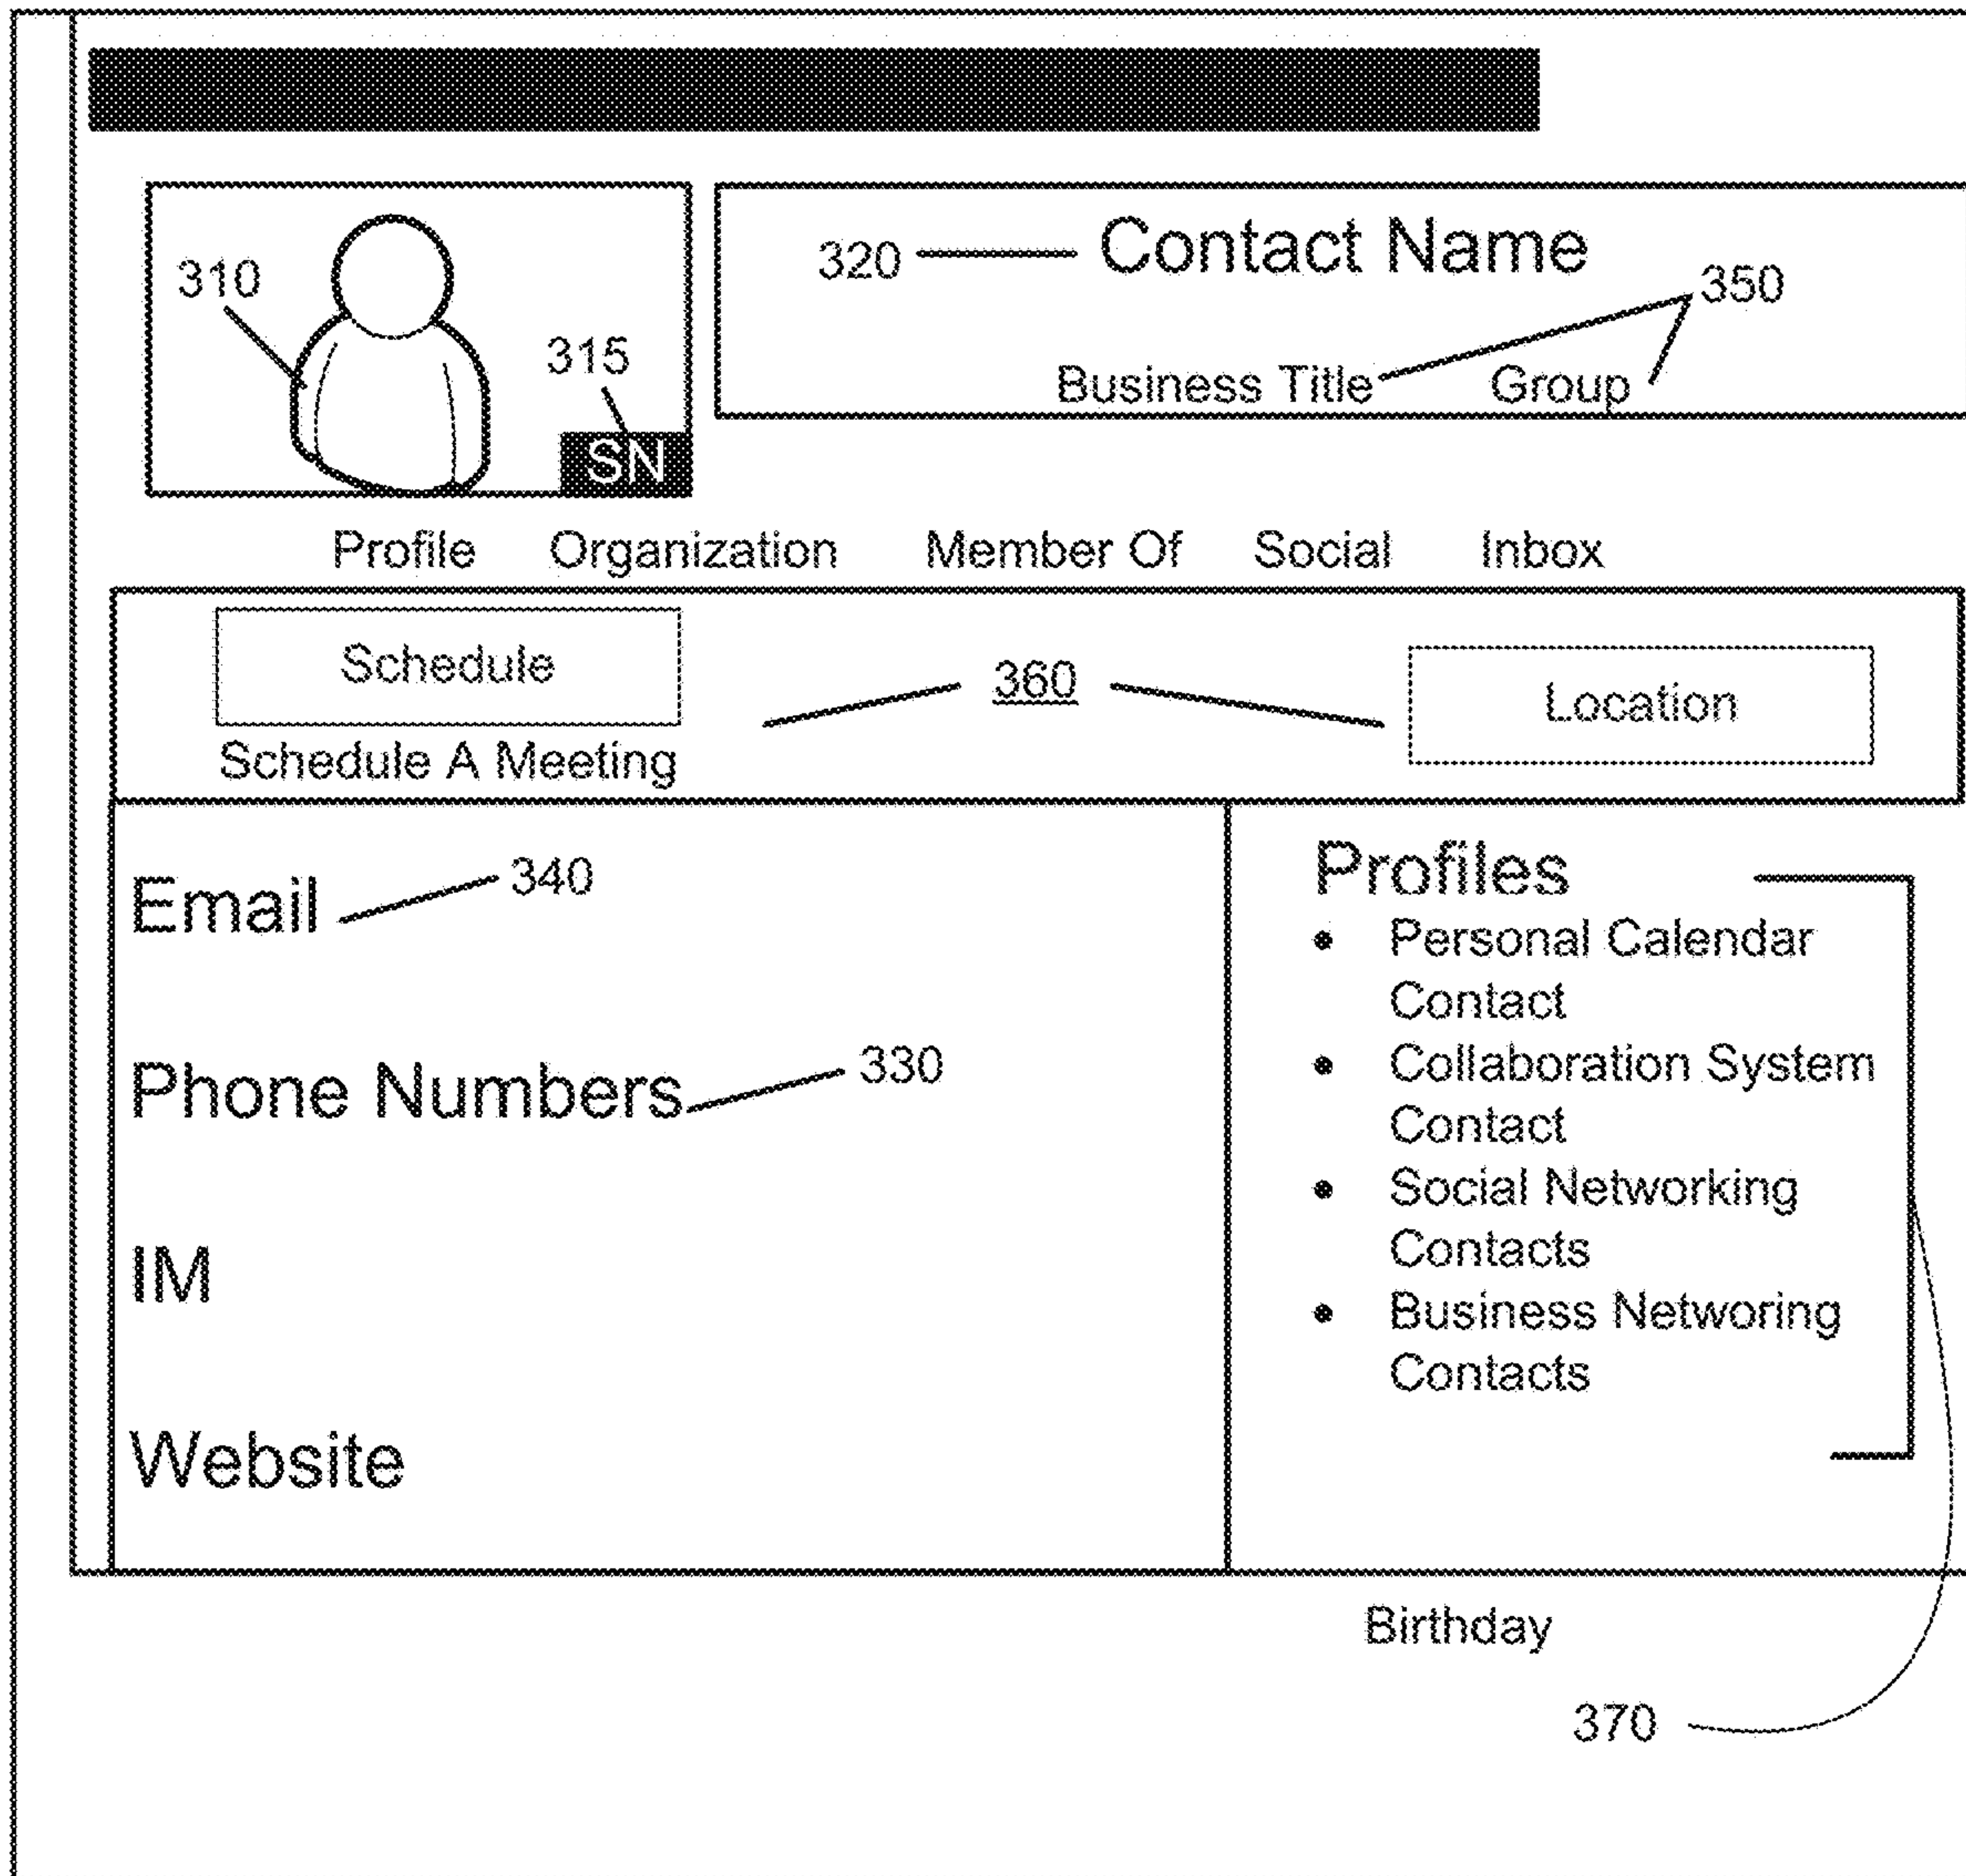 320 Contact Name
310
350
315
Business Title Group
SN
Profile Organization Member Of Social Inbox
Schedule
360
Location
Schedule A Meeting
Email 340
Phone Numbers 330
IM
Website
Profiles
• Personal Calendar
Contact
• Collaboration System
Contact
• Social Networking
Contacts
• Business Networing
Contacts
Birthday
370